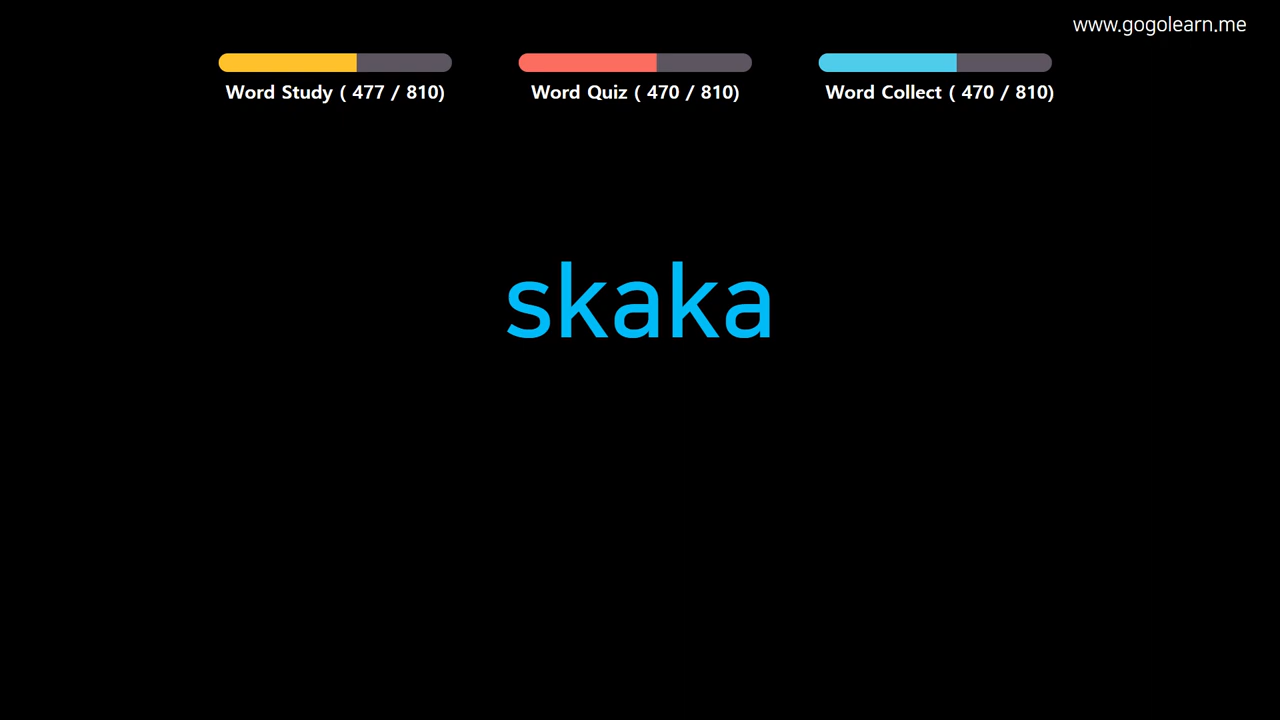 www.gogolearn.me
Word Study ( 477 / 810)
Word Quiz ( 470 / 810)
Word Collect ( 470 / 810)
skaka